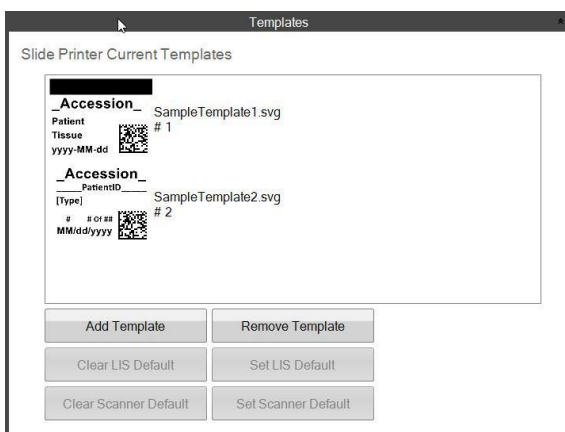 Templates
Slide Printer Current Templates
_Accession_
Patient
Tissue
yyyy-MM-dd
SampleTemplate1.svg
# 1
_Accession_
____PatientID____
[Type]
# # Of ##
MM/dd/yyyy
SampleTemplate2.svg
# 2
Add Template
Remove Template
Clear LIS Default
Set LIS Default
Clear Scanner Default
Set Scanner Default